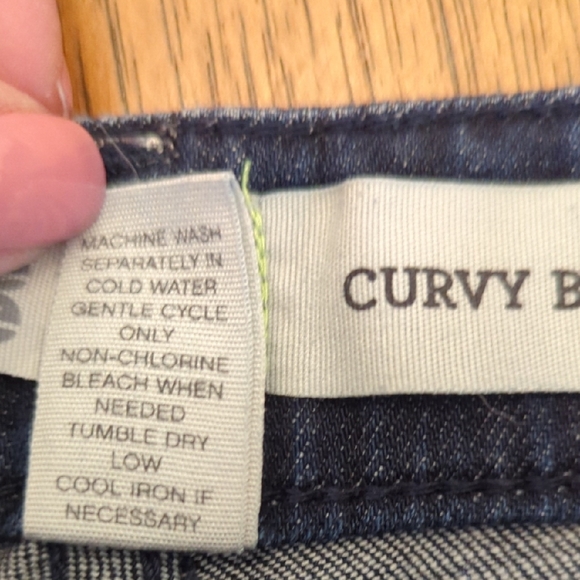 MACHINE WASH
SEPARATELY IN
COLD WATER
GENTLE CYCLE
ONLY
NON-CHLORINE
BLEACH WHEN
NEEDED
TUMBLE DRY
LOW
COOL IRON IF
NECESSARY
CURVY B